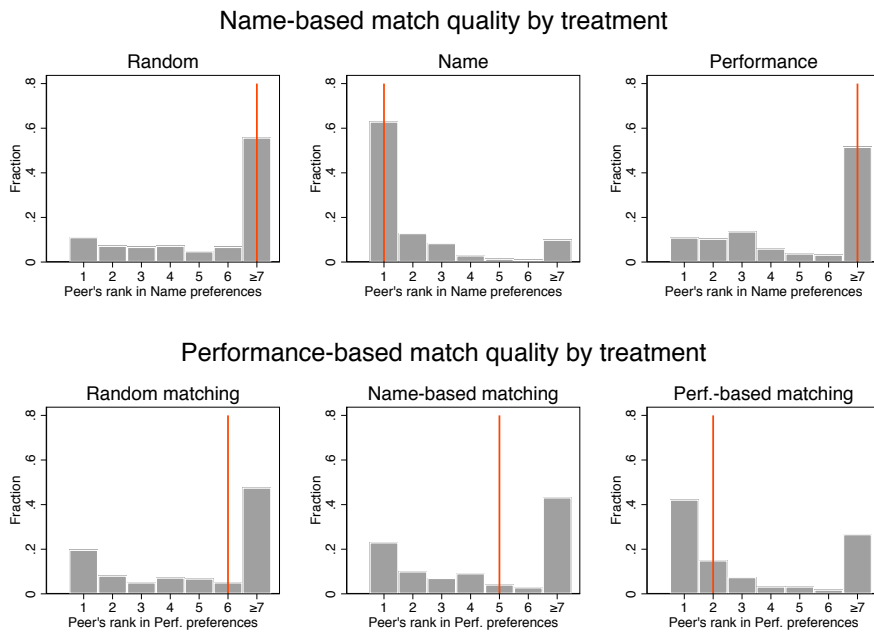 Name-based match quality by treatment
Random
Name
Performance
Fraction
0 .2 .4 .6 .8
1 2 3 4 5 6 ≥7
Peer's rank in Name preferences
Fraction
0 .2 .4 .6 .8
1 2 3 4 5 6 ≥7
Peer's rank in Name preferences
Fraction
0 .2 .4 .6 .8
1 2 3 4 5 6 ≥7
Peer's rank in Name preferences
Performance-based match quality by treatment
Random matching
Name-based matching
Perf.-based matching
Fraction
0 .2 .4 .6 .8
1 2 3 4 5 6 ≥7
Peer's rank in Perf. preferences
Fraction
0 .2 .4 .6 .8
1 2 3 4 5 6 ≥7
Peer's rank in Perf. preferences
Fraction
0 .2 .4 .6 .8
1 2 3 4 5 6 ≥7
Peer's rank in Perf. preferences